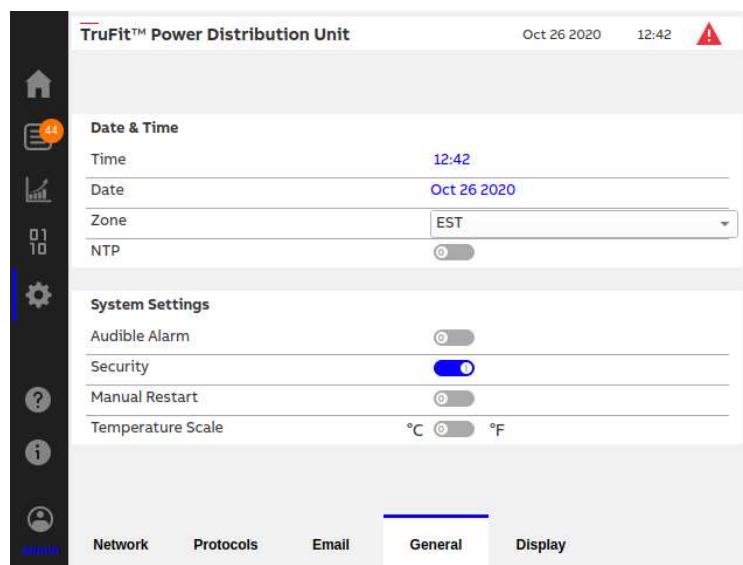 TruFit™ Power Distribution Unit Oct 26 2020 12:42
44
Date & Time
Time 12:42
Date Oct 26 2020
Zone EST
NTP
System Settings
Audible Alarm
Security
Manual Restart
Temperature Scale °C °F
admin
Network Protocols Email General Display